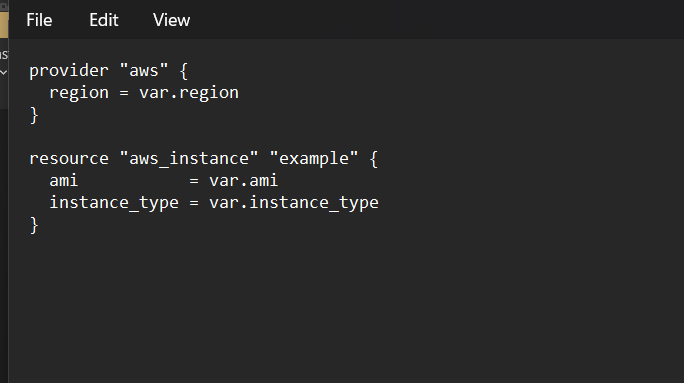 File Edit View
provider "aws" {
  region = var.region
}

resource "aws_instance" "example" {
  ami           = var.ami
  instance_type = var.instance_type
}